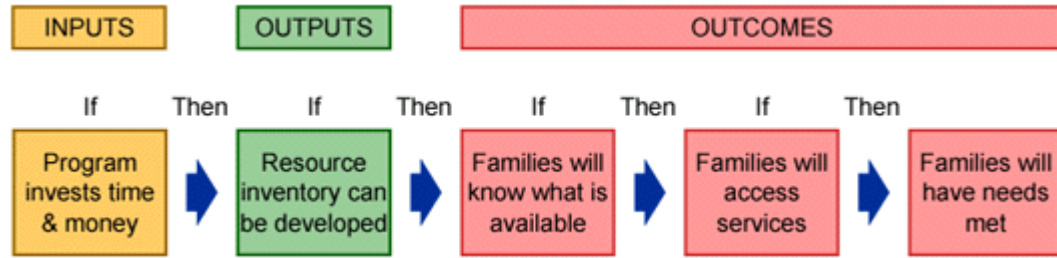 INPUTS
OUTPUTS
OUTCOMES
If
Then
If
Then
If
Then
If
Then
Program
invests time
& money
Resource
inventory can
be developed
Families will
know what is
available
Families will
access
services
Families will
have needs
met